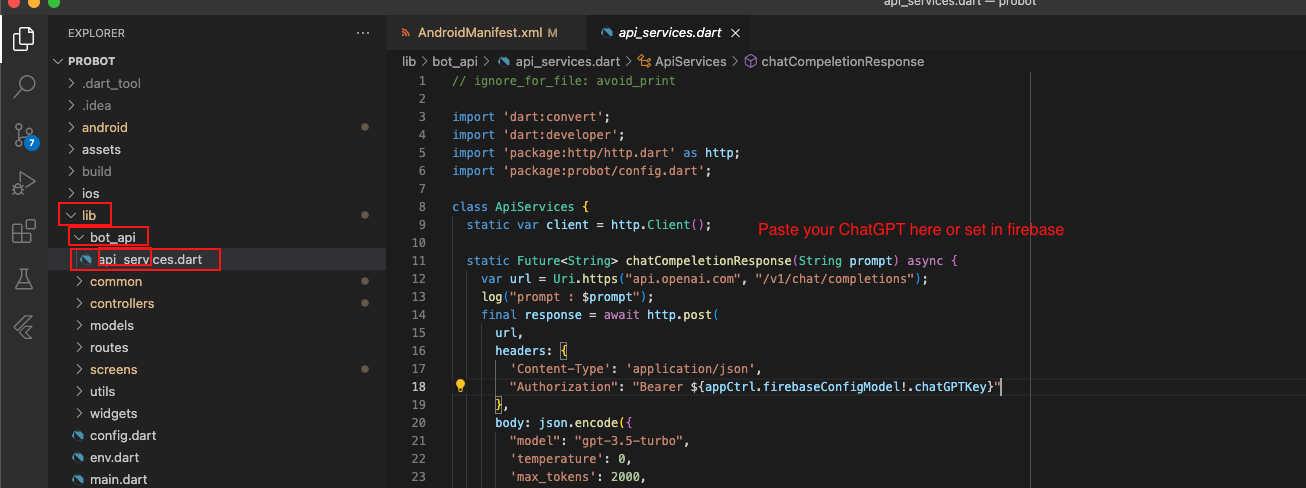 api_services.dart — probot
EXPLORER
...
PROBOT
.dart_tool
.idea
android
assets
build
ios
lib
bot_api
api_services.dart
common
controllers
models
routes
screens
utils
widgets
config.dart
env.dart
main.dart
7
AndroidManifest.xml M
api_services.dart ×
lib > bot_api > api_services.dart > ApiServices > chatCompeletionResponse
1 // ignore_for_file: avoid_print
2
3 import 'dart:convert';
4 import 'dart:developer';
5 import 'package:http/http.dart' as http;
6 import 'package:probot/config.dart';
7
8 class ApiServices {
9 static var client = http.Client();
Paste your ChatGPT here or set in firebase
10
11 static Future<String> chatCompeletionResponse(String prompt) async {
12 var url = Uri.https("api.openai.com", "/v1/chat/completions");
13 log("prompt : $prompt");
14 final response = await http.post(
15 url,
16 headers: {
17 'Content-Type': 'application/json',
18 "Authorization": "Bearer ${appCtrl.firebaseConfigModel!.chatGPTKey}"
19 },
20 body: json.encode({
21 "model": "gpt-3.5-turbo",
22 'temperature': 0,
23 'max_tokens': 2000,